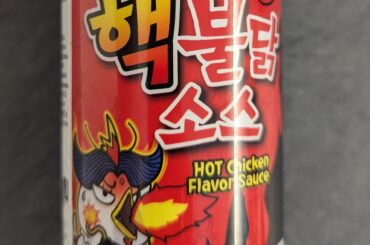 핵불닭
소스
HOT Chicken
Flavor Sauce